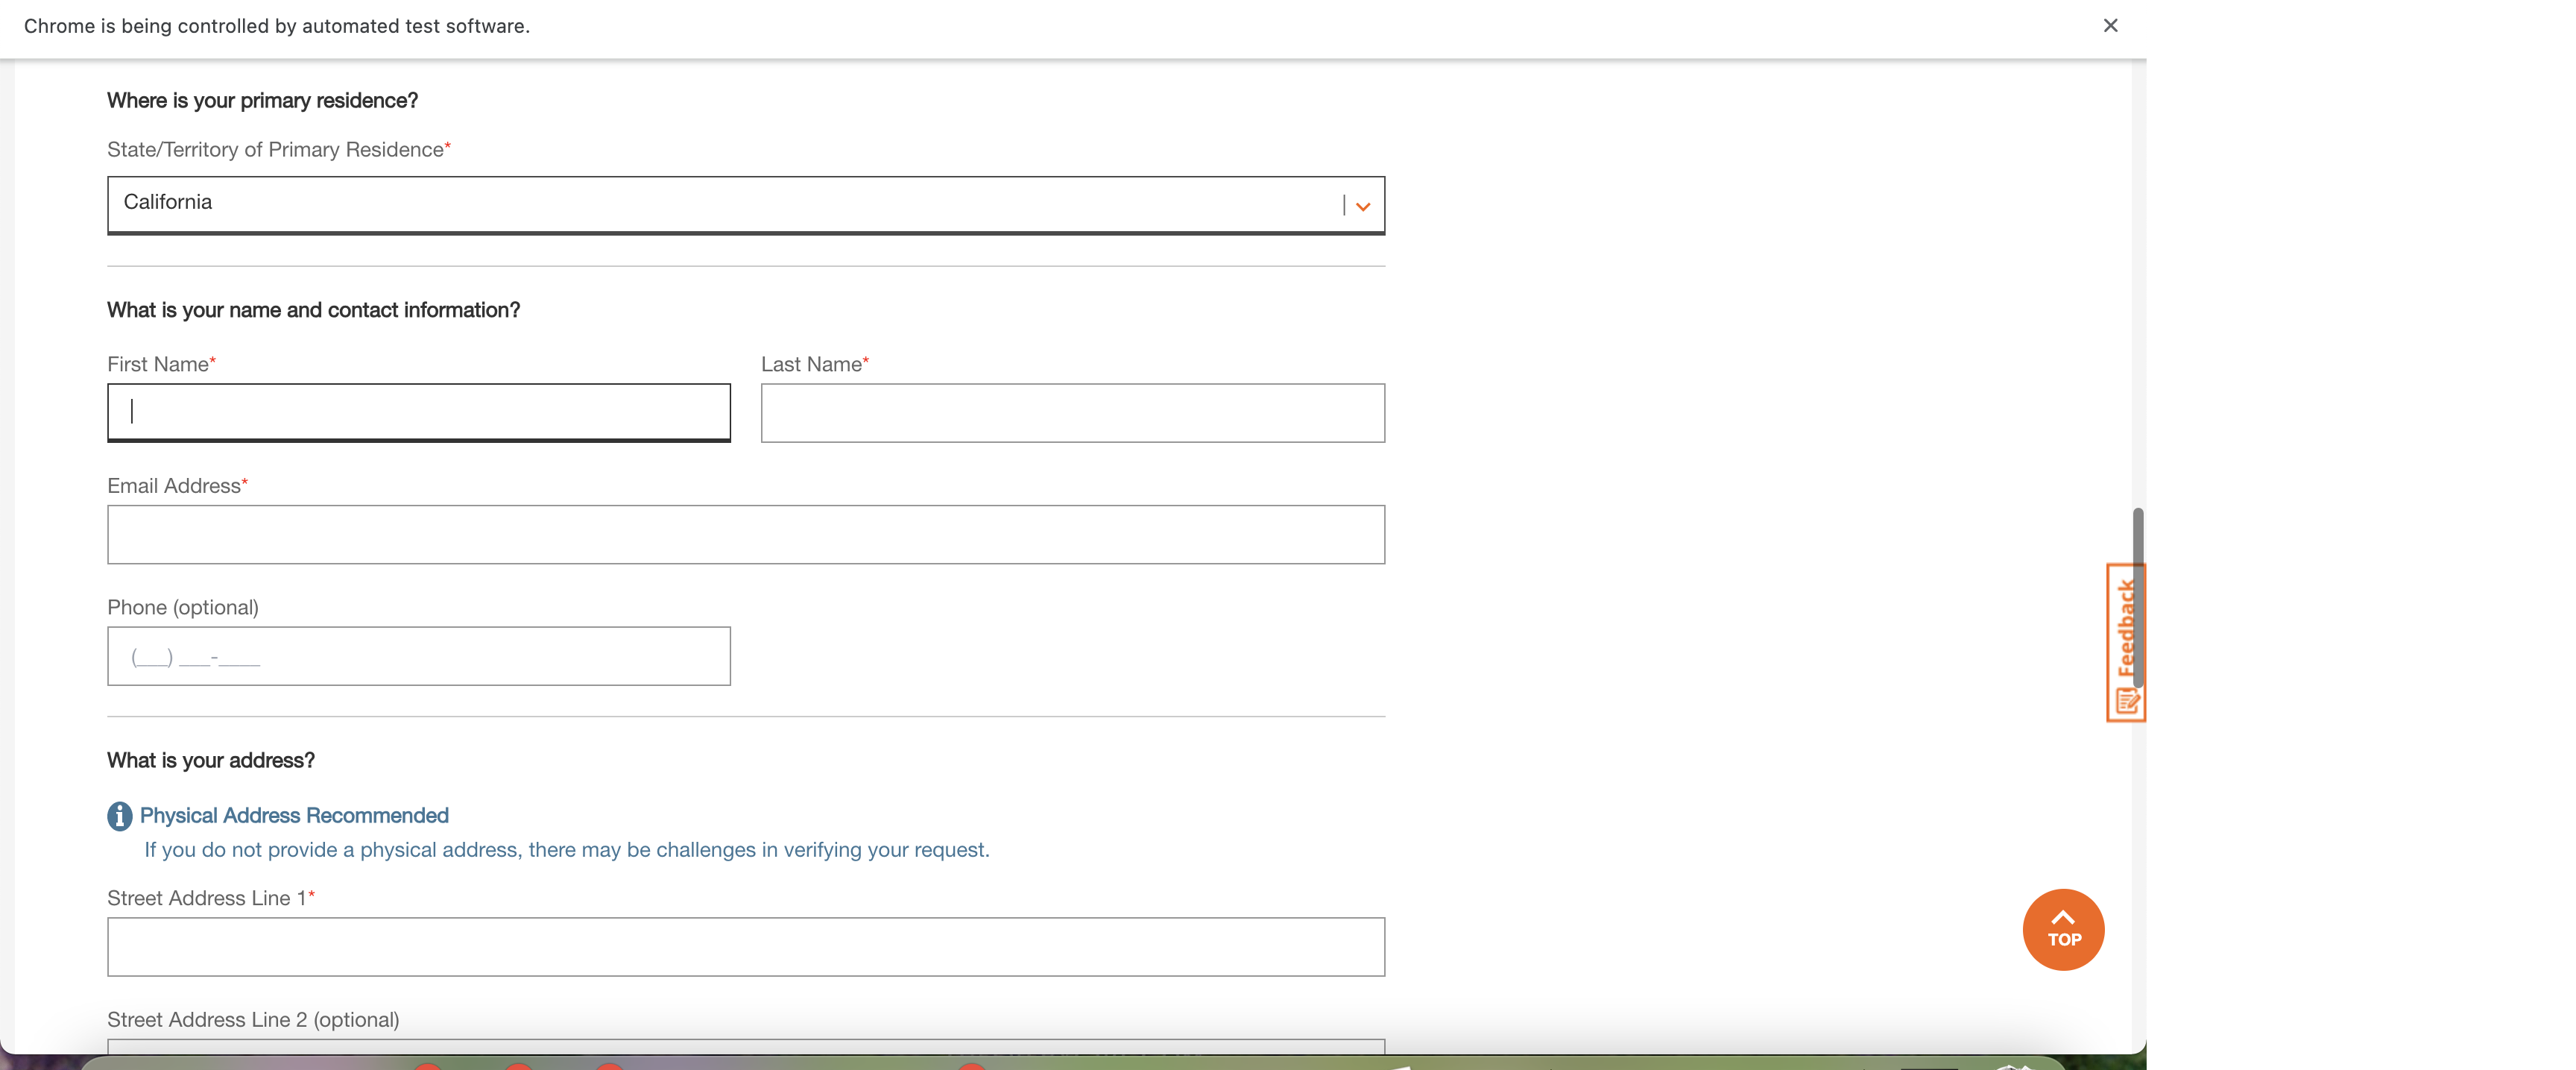 Chrome is being controlled by automated test software.
Where is your primary residence?
State/Territory of Primary Residence*
California
What is your name and contact information?
First Name*
Last Name*
Email Address*
Phone (optional)
(___) ___-____
Feedback
What is your address?
Physical Address Recommended
If you do not provide a physical address, there may be challenges in verifying your request.
Street Address Line 1*
TOP
Street Address Line 2 (optional)